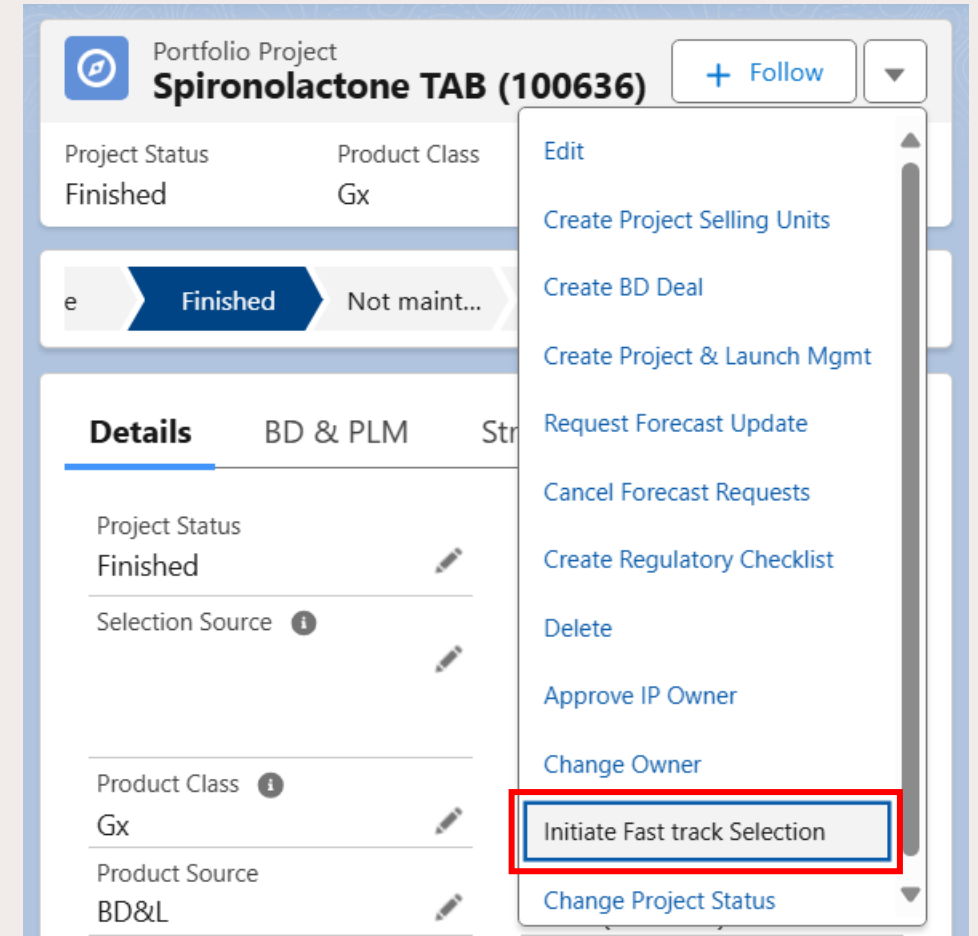 Portfolio Project
Spironolactone TAB (100636)
+ Follow
Project Status
Finished
Product Class
Gx
e
Finished
Not maint...
Details
BD & PLM
Str
Project Status
Finished
Selection Source
Product Class
Gx
Product Source
BD&L
Edit
Create Project Selling Units
Create BD Deal
Create Project & Launch Mgmt
Request Forecast Update
Cancel Forecast Requests
Create Regulatory Checklist
Delete
Approve IP Owner
Change Owner
Initiate Fast track Selection
Change Project Status